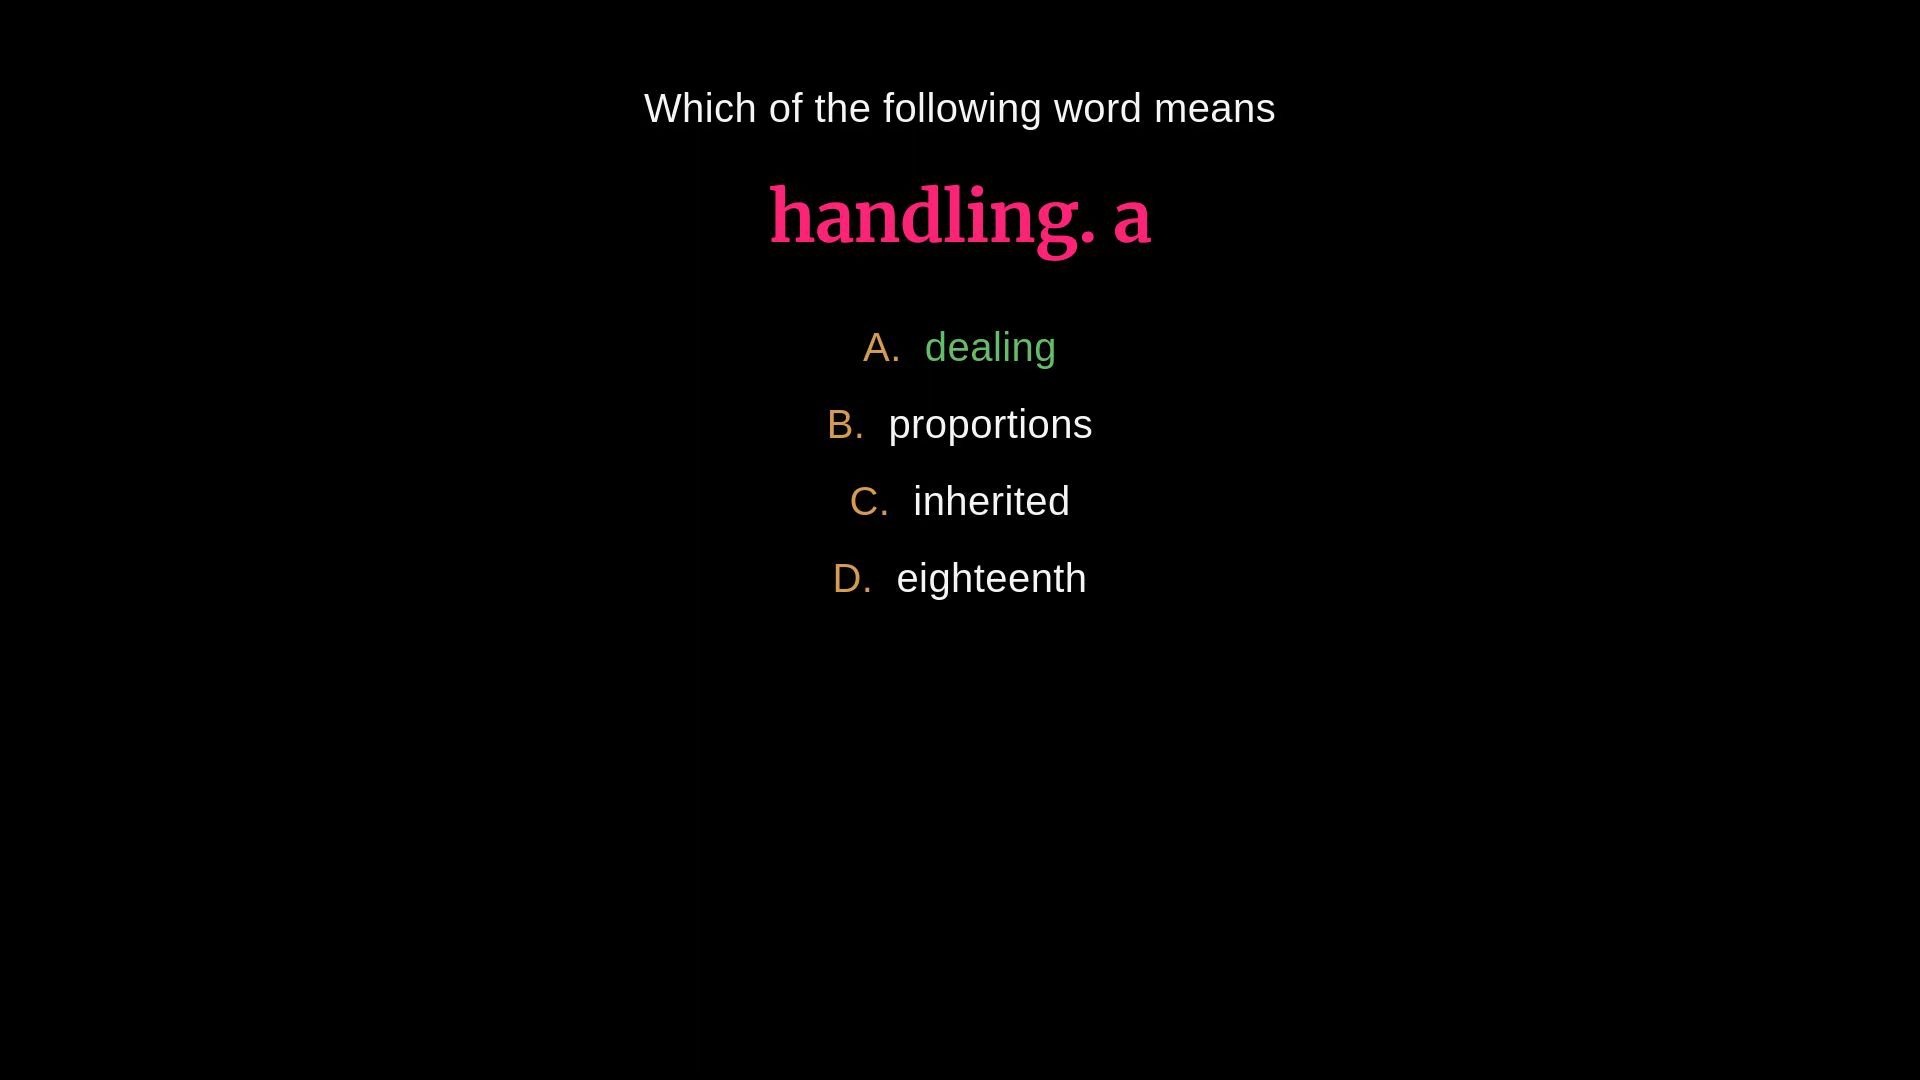 Which of the following word means
handling. a
A. dealing
B. proportions
C. inherited
D. eighteenth